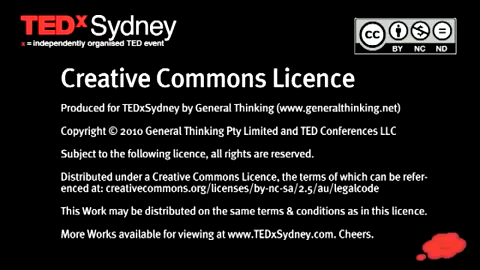 TEDxSydney
x = independently organised TED event
cc
BY NC ND
Creative Commons Licence
Produced for TEDxSydney by General Thinking (www.generalthinking.net)
Copyright © 2010 General Thinking Pty Limited and TED Conferences LLC
Subject to the following licence, all rights are reserved.
Distributed under a Creative Commons Licence, the terms of which can be refer-
enced at: creativecommons.org/licenses/by-nc-sa/2.5/au/legalcode
This Work may be distributed on the same terms & conditions as in this licence.
More Works available for viewing at www.TEDxSydney.com. Cheers.